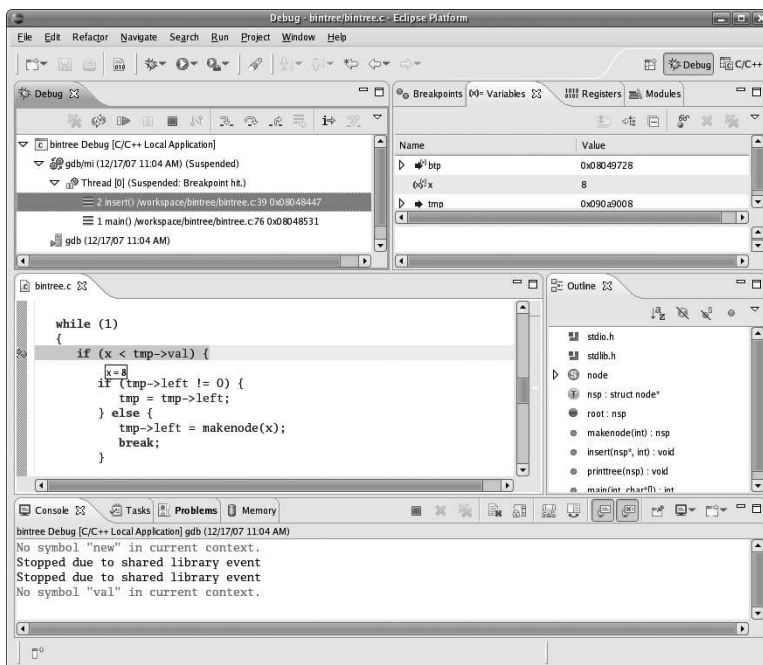 Debug - bintree/bintree.c - Eclipse Platform
File Edit Refactor Navigate Search Run Project Window Help
Debug C/C++
Debug
bintree Debug [C/C++ Local Application]
gdb/mi (12/17/07 11:04 AM) (Suspended)
Thread [0] (Suspended: Breakpoint hit.)
2 insert() /workspace/bintree/bintree.c:39 0x08048447
1 main() /workspace/bintree/bintree.c:76 0x08048531
gdb (12/17/07 11:04 AM)
Breakpoints (x)= Variables Registers Modules
Name Value
btp 0x08049728
x 8
tmp 0x090a9008
bintree.c
while (1)
{
if (x < tmp->val) {
x = 8
if (tmp->left != 0) {
tmp = tmp->left;
} else {
tmp->left = makenode(x);
break;
}
Outline
stdio.h
stdlib.h
node
nsp : struct node*
root : nsp
makenode(int) : nsp
insert(nsp*, int) : void
printtree(nsp) : void
main(int, char*[]) : int
Console Tasks Problems Memory
bintree Debug [C/C++ Local Application] gdb (12/17/07 11:04 AM)
No symbol "new" in current context.
Stopped due to shared library event
Stopped due to shared library event
No symbol "val" in current context.